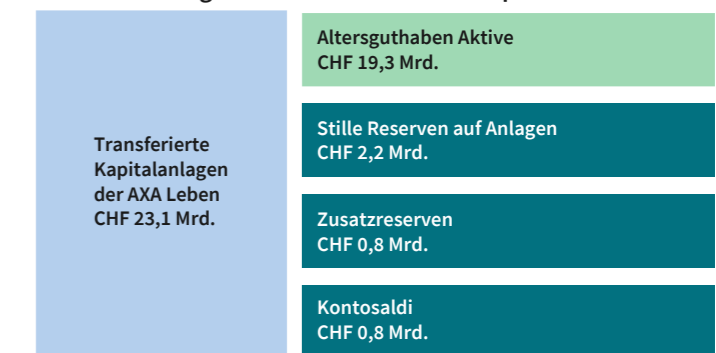 Transferierte
Kapitalanlagen
der AXA Leben
CHF 23,1 Mrd.
Altersguthaben Aktive
CHF 19,3 Mrd.
Stille Reserven auf Anlagen
CHF 2,2 Mrd.
Zusatzreserven
CHF 0,8 Mrd.
Kontosaldi
CHF 0,8 Mrd.